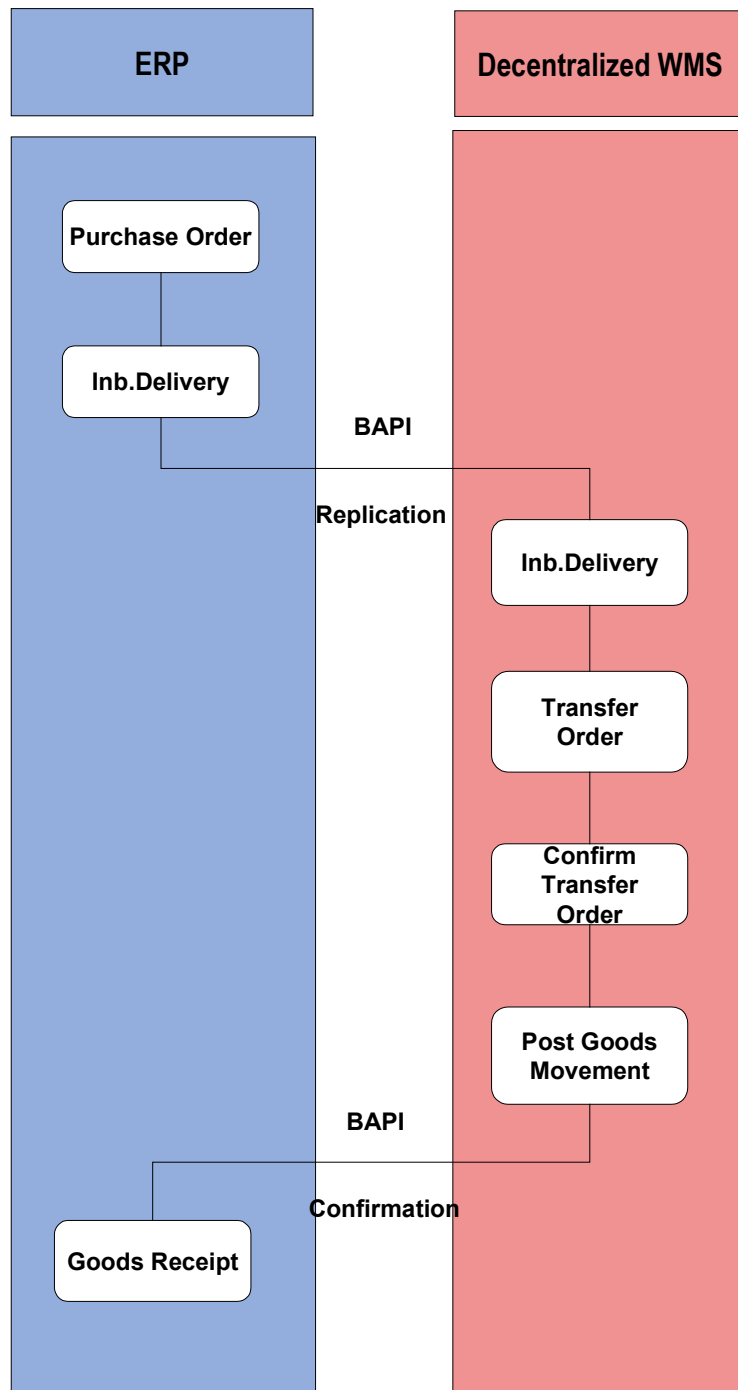 ERP
Decentralized WMS
Purchase Order
Inb.Delivery
BAPI
Replication
Inb.Delivery
Transfer
Order
Confirm
Transfer
Order
Post Goods
Movement
BAPI
Confirmation
Goods Receipt